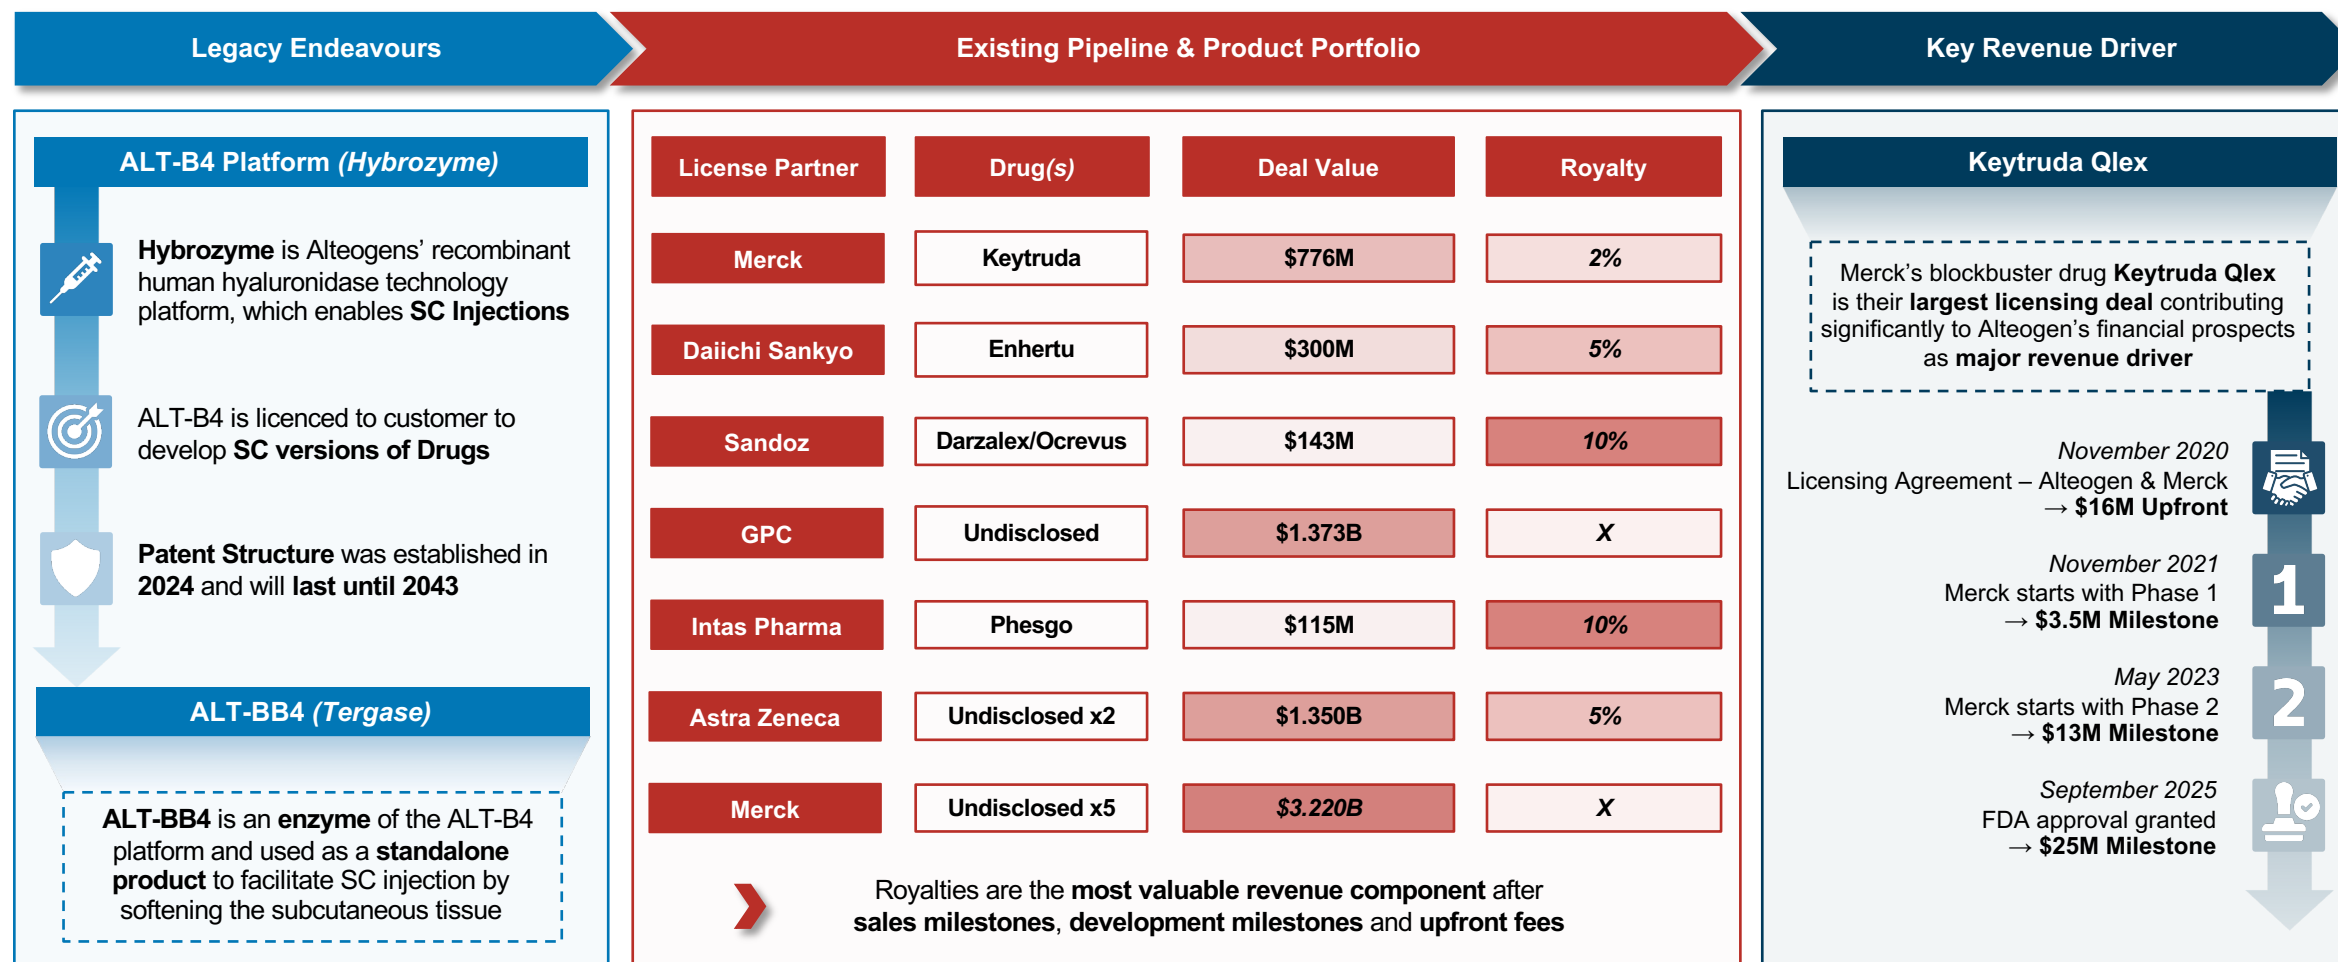 Legacy Endeavours
Existing Pipeline & Product Portfolio
Key Revenue Driver
ALT-B4 Platform (Hybrozyme)
Hybrozyme is Alteogens’ recombinant
human hyaluronidase technology
platform, which enables SC Injections
ALT-B4 is licenced to customer to
develop SC versions of Drugs
Patent Structure was established in
2024 and will last until 2043
ALT-BB4 (Tergase)
ALT-BB4 is an enzyme of the ALT-B4
platform and used as a standalone
product to facilitate SC injection by
softening the subcutaneous tissue
License Partner Drug(s) Deal Value Royalty
Merck Keytruda $776M 2%
Daiichi Sankyo Enhertu $300M 5%
Sandoz Darzalex/Ocrevus $143M 10%
GPC Undisclosed $1.373B X
Intas Pharma Phesgo $115M 10%
Astra Zeneca Undisclosed x2 $1.350B 5%
Merck Undisclosed x5 $3.220B X
Royalties are the most valuable revenue component after
sales milestones, development milestones and upfront fees
Keytruda Qlex
Merck’s blockbuster drug Keytruda Qlex
is their largest licensing deal contributing
significantly to Alteogen’s financial prospects
as major revenue driver
November 2020
Licensing Agreement – Alteogen & Merck
→ $16M Upfront
November 2021
Merck starts with Phase 1
→ $3.5M Milestone
1
May 2023
Merck starts with Phase 2
→ $13M Milestone
2
September 2025
FDA approval granted
→ $25M Milestone